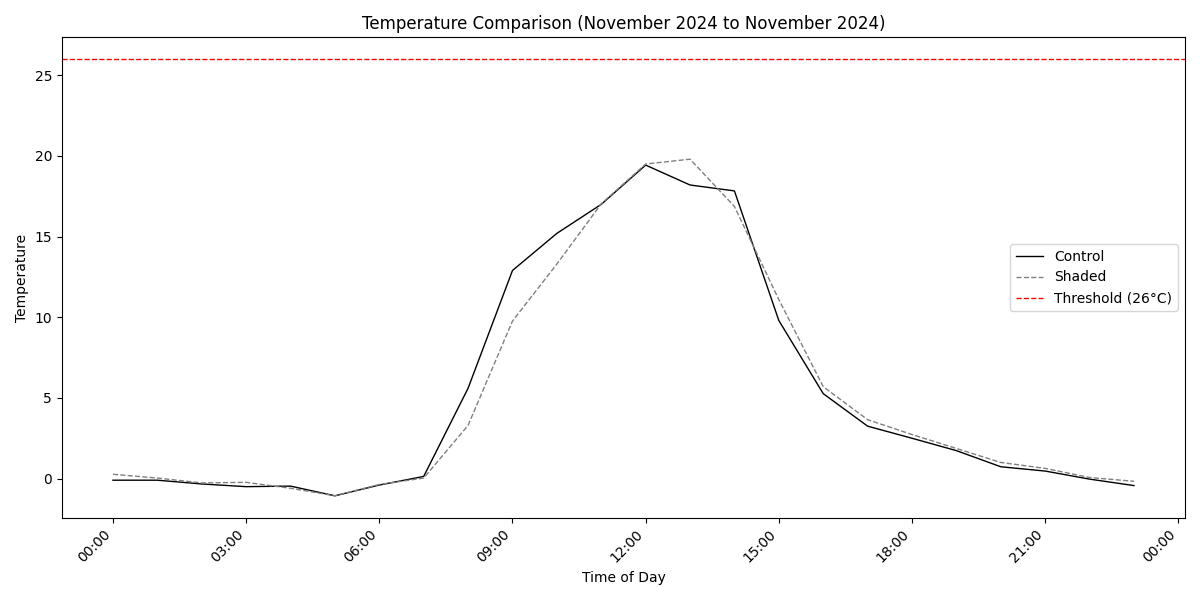 Temperature Comparison (November 2024 to November 2024)
25
20
15
10
5
0
Temperature
Control
Shaded
Threshold (26°C)
00:00
03:00
06:00
09:00
12:00
15:00
18:00
21:00
00:00
Time of Day